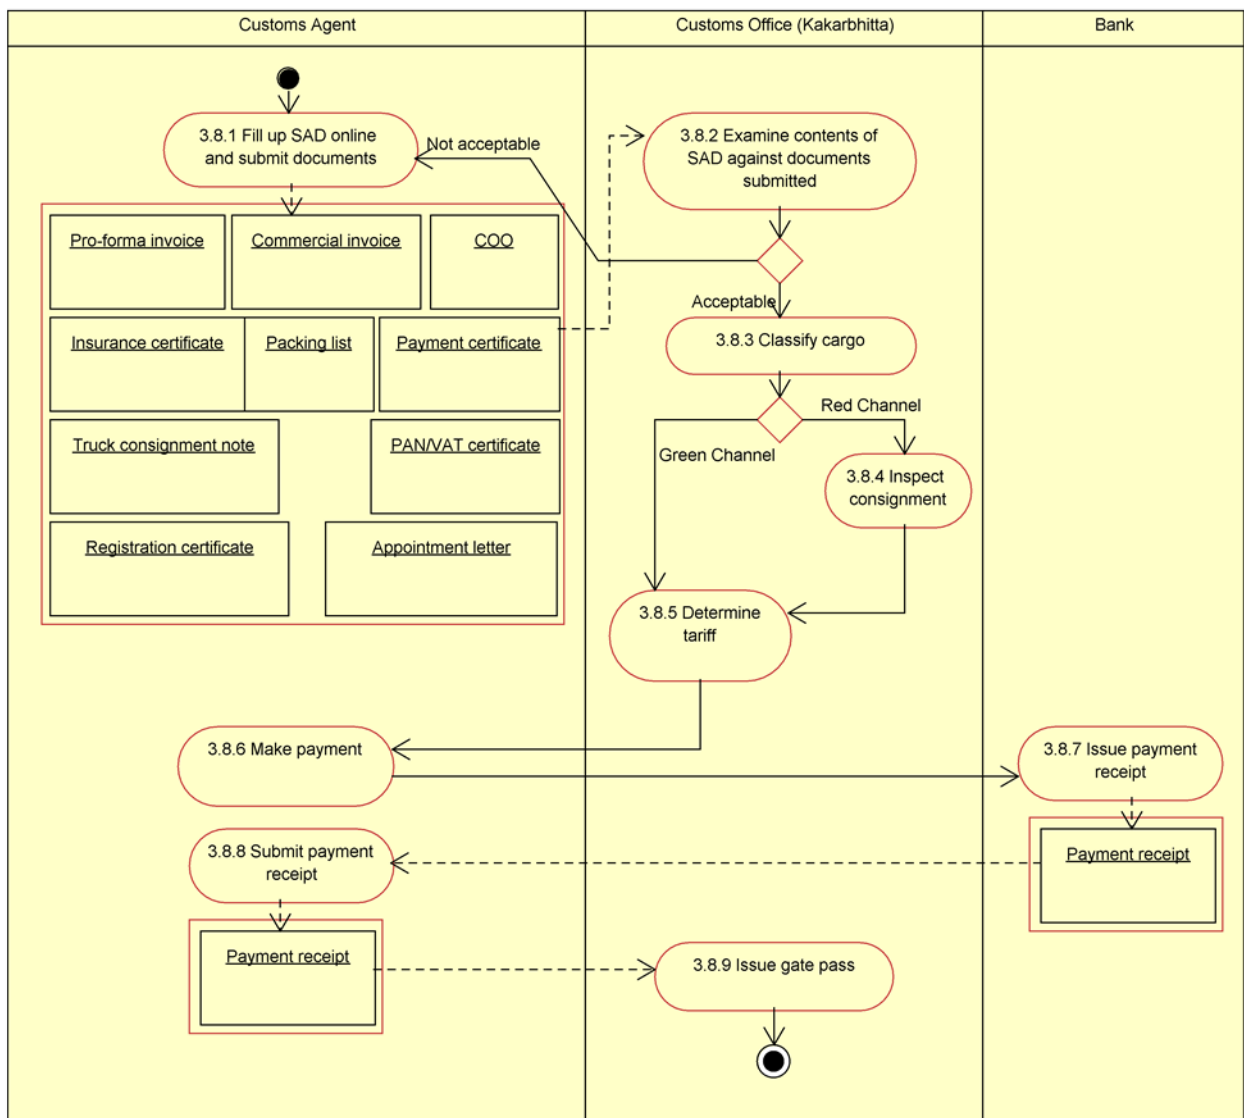 Customs Agent
Customs Office (Kakarbhitta)
Bank
3.8.1 Fill up SAD online
and submit documents
Not acceptable
3.8.2 Examine contents of
SAD against documents
submitted
Pro-forma invoice
Commercial invoice
COO
Acceptable
Insurance certificate
Packing list
Payment certificate
3.8.3 Classify cargo
Red Channel
Truck consignment note
PAN/VAT certificate
Green Channel
3.8.4 Inspect
consignment
Registration certificate
Appointment letter
3.8.5 Determine
tariff
3.8.6 Make payment
3.8.7 Issue payment
receipt
3.8.8 Submit payment
receipt
Payment receipt
Payment receipt
3.8.9 Issue gate pass